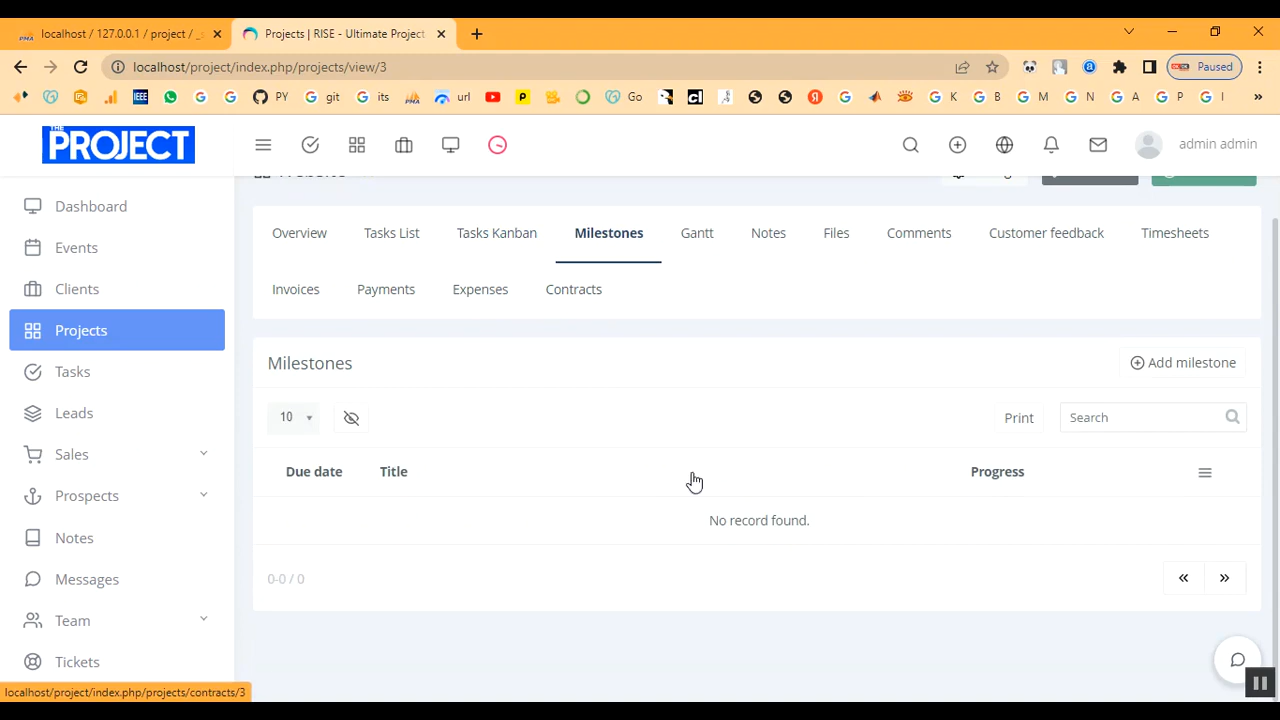 localhost / 127.0.0.1 / project / _s
Projects | RISE - Ultimate Project
localhost/project/index.php/projects/view/3
Paused
IEEE
PY
git
its
url
Go
K
B
M
N
A
P
I
THE
PROJECT
admin admin
Dashboard
Events
Clients
Projects
Tasks
Leads
Sales
Prospects
Notes
Messages
Team
Tickets
Overview
Tasks List
Tasks Kanban
Milestones
Gantt
Notes
Files
Comments
Customer feedback
Timesheets
Invoices
Payments
Expenses
Contracts
Milestones
Add milestone
10
Print
Search
Due date
Title
Progress
No record found.
0-0 / 0
localhost/project/index.php/projects/contracts/3